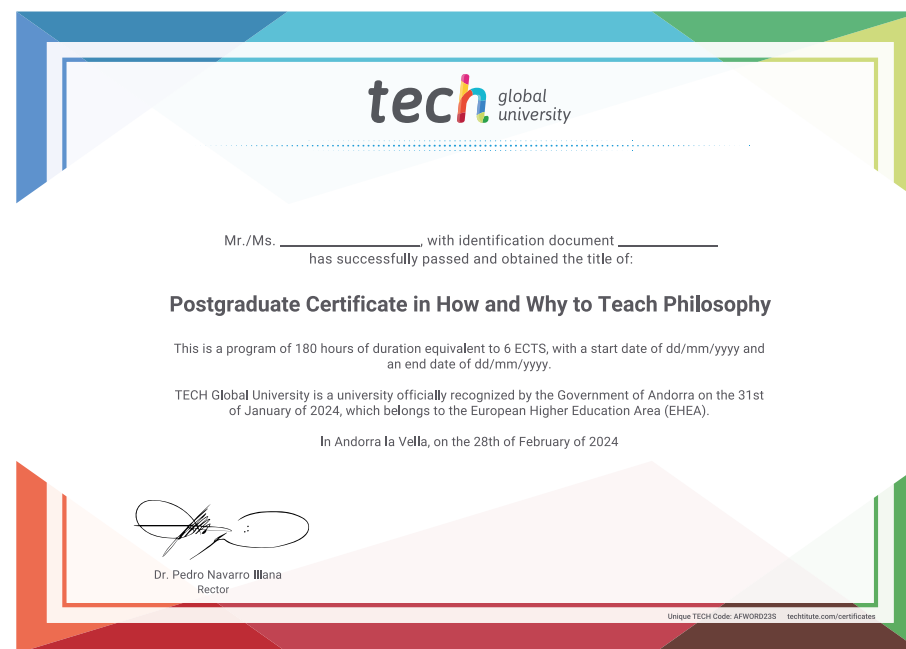 tech global university
Mr./Ms. ____________, with identification document ____________
has successfully passed and obtained the title of:
Postgraduate Certificate in How and Why to Teach Philosophy
This is a program of 180 hours of duration equivalent to 6 ECTS, with a start date of dd/mm/yyyy and
an end date of dd/mm/yyyy.
TECH Global University is a university officially recognized by the Government of Andorra on the 31st
of January of 2024, which belongs to the European Higher Education Area (EHEA).
In Andorra la Vella, on the 28th of February of 2024
Dr. Pedro Navarro Illana
Rector
Unique TECH Code: AFWORD23S techtitute.com/certificates